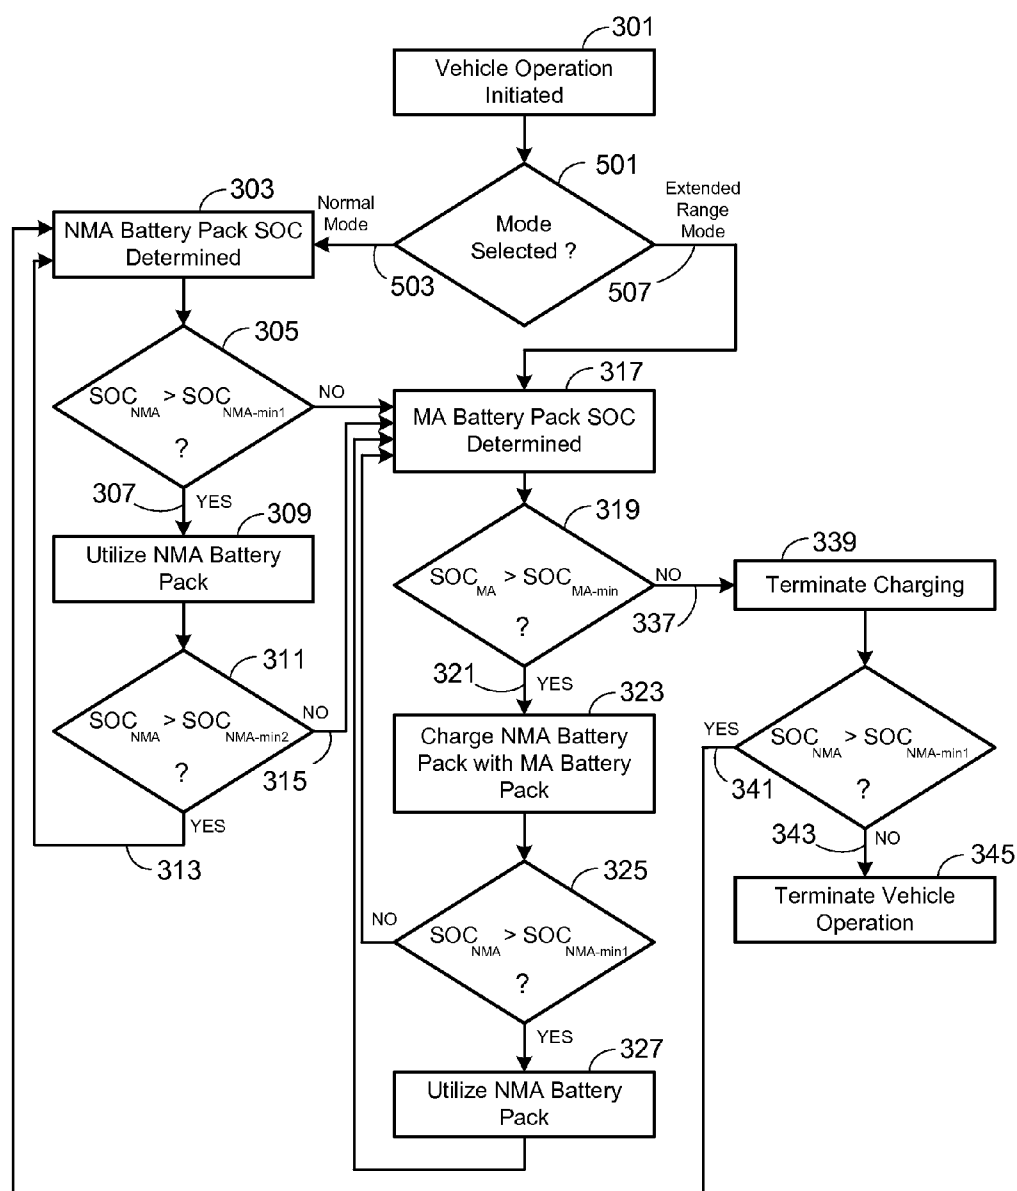 301
Vehicle Operation
Initiated
501
Mode
Selected ?
Normal
Mode
503
Extended
Range
Mode
507
303
NMA Battery Pack SOC
Determined
305
SOC NMA > SOC NMA-min1
?
NO
307
YES
309
Utilize NMA Battery
Pack
311
SOC NMA > SOC NMA-min2
?
NO
315
YES
313
317
MA Battery Pack SOC
Determined
319
SOC MA > SOC MA-min
?
NO
337
321
YES
323
Charge NMA Battery
Pack with MA Battery
Pack
325
NO
SOC NMA > SOC NMA-min1
?
YES
327
Utilize NMA Battery
Pack
339
Terminate Charging
YES
341
SOC NMA > SOC NMA-min1
?
343
NO
345
Terminate Vehicle
Operation